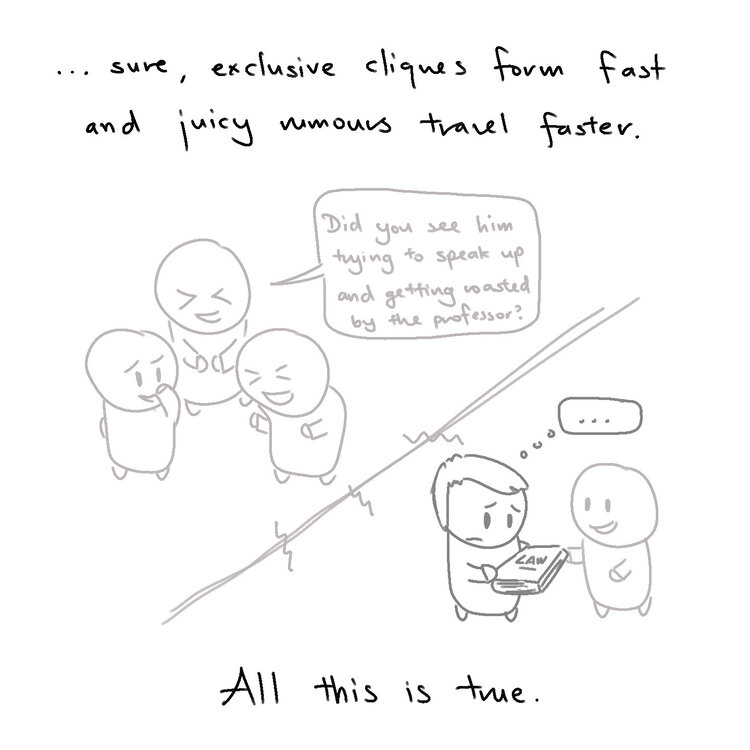 ... sure, exclusive cliques form fast
and juicy rumours travel faster.
Did you see him
trying to speak up
and getting roasted
by the professor?
...
LAW
All this is true.